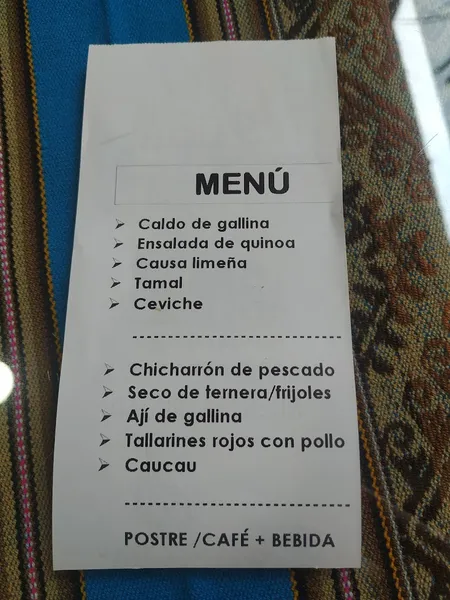 MENÚ
➢ Caldo de gallina
➢ Ensalada de quinoa
➢ Causa limeña
➢ Tamal
➢ Ceviche
--------------------------------
➢ Chicharrón de pescado
➢ Seco de ternera/frijoles
➢ Ají de gallina
➢ Tallarines rojos con pollo
➢ Caucau
--------------------------------
POSTRE /CAFÉ + BEBIDA